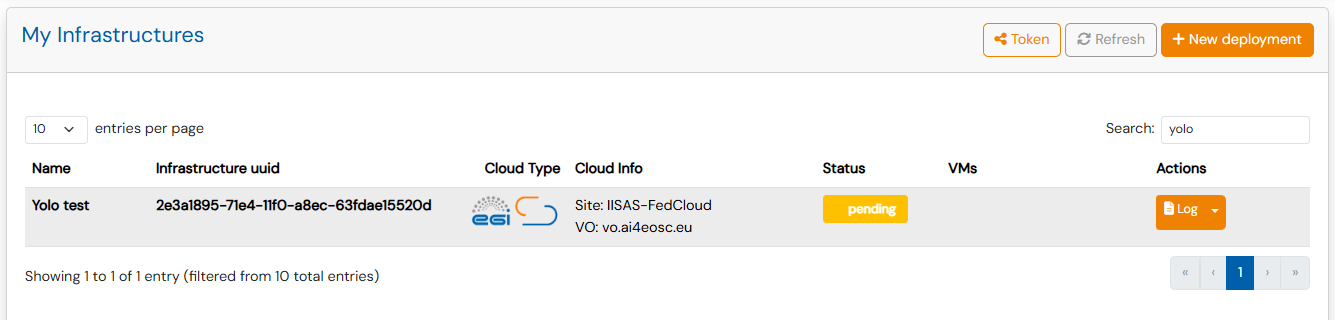 My Infrastructures
Token Refresh + New deployment
10 entries per page Search: yolo
Name Infrastructure uuid Cloud Type Cloud Info Status VMs Actions
Yolo test 2e3a1895-71e4-11f0-a8ec-63fdae15520d eGI Site: IISAS-FedCloud pending Log
VO: vo.ai4eosc.eu
Showing 1 to 1 of 1 entry (filtered from 10 total entries) « ‹ 1 › »